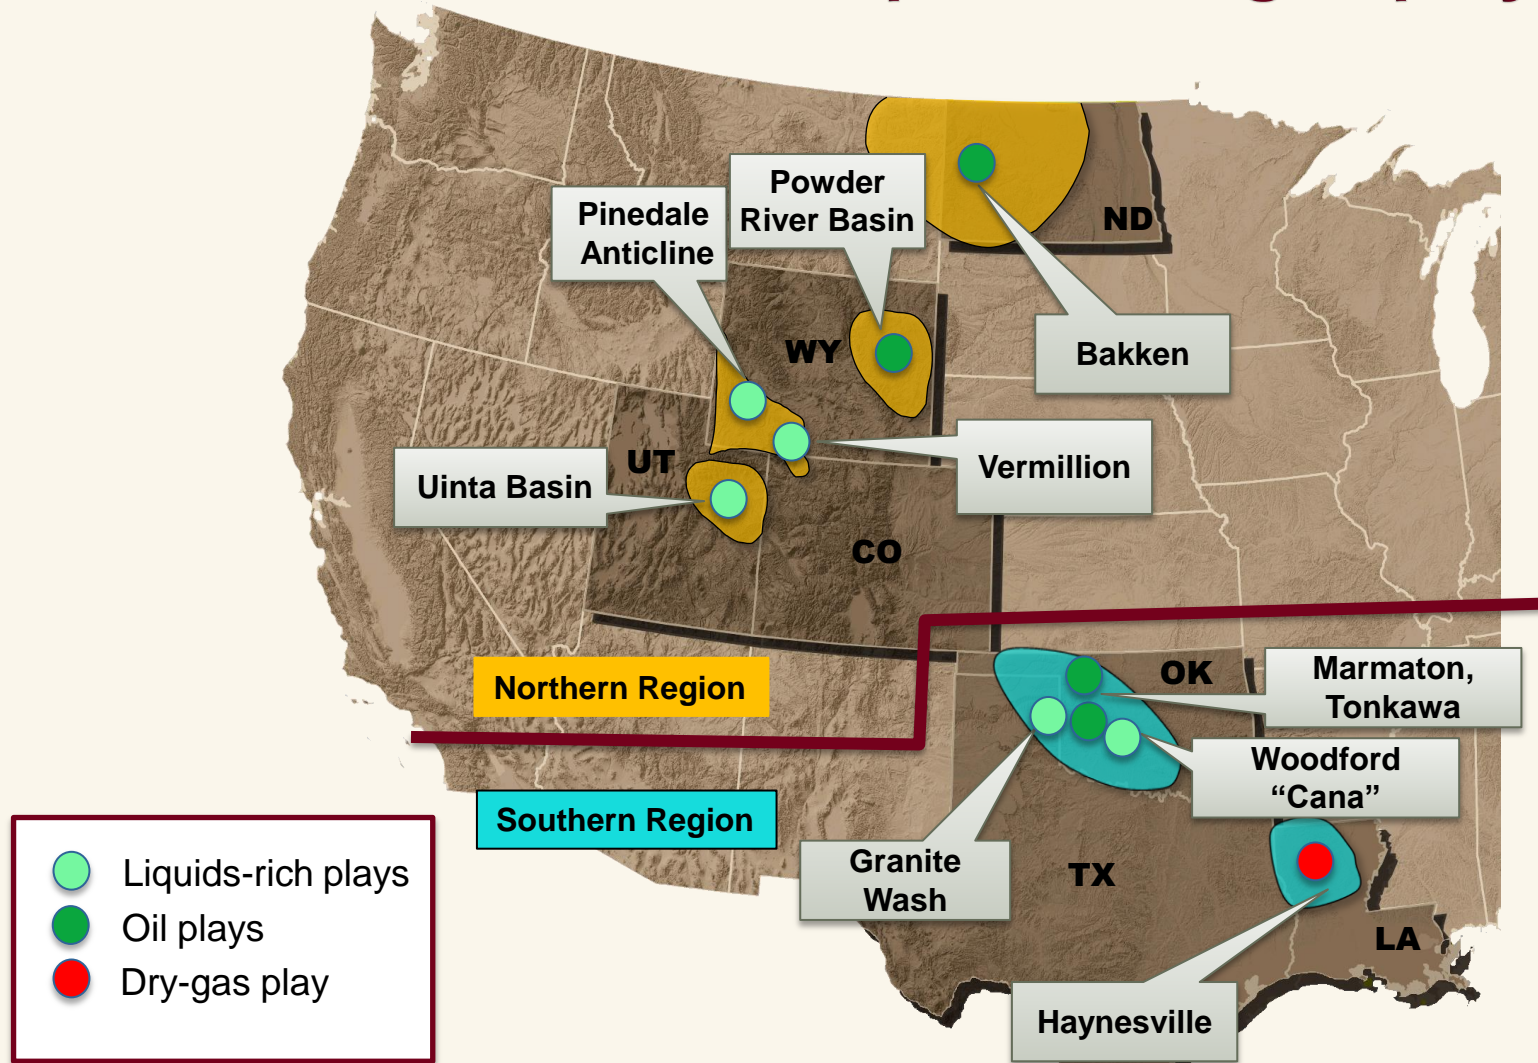 Powder
River Basin
Pinedale
Anticline
ND
Bakken
WY
Vermillion
UT
Uinta Basin
CO
Northern Region
OK
Marmaton,
Tonkawa
Woodford
“Cana”
Southern Region
Granite
Wash
TX
LA
Haynesville
Liquids-rich plays
Oil plays
Dry-gas play